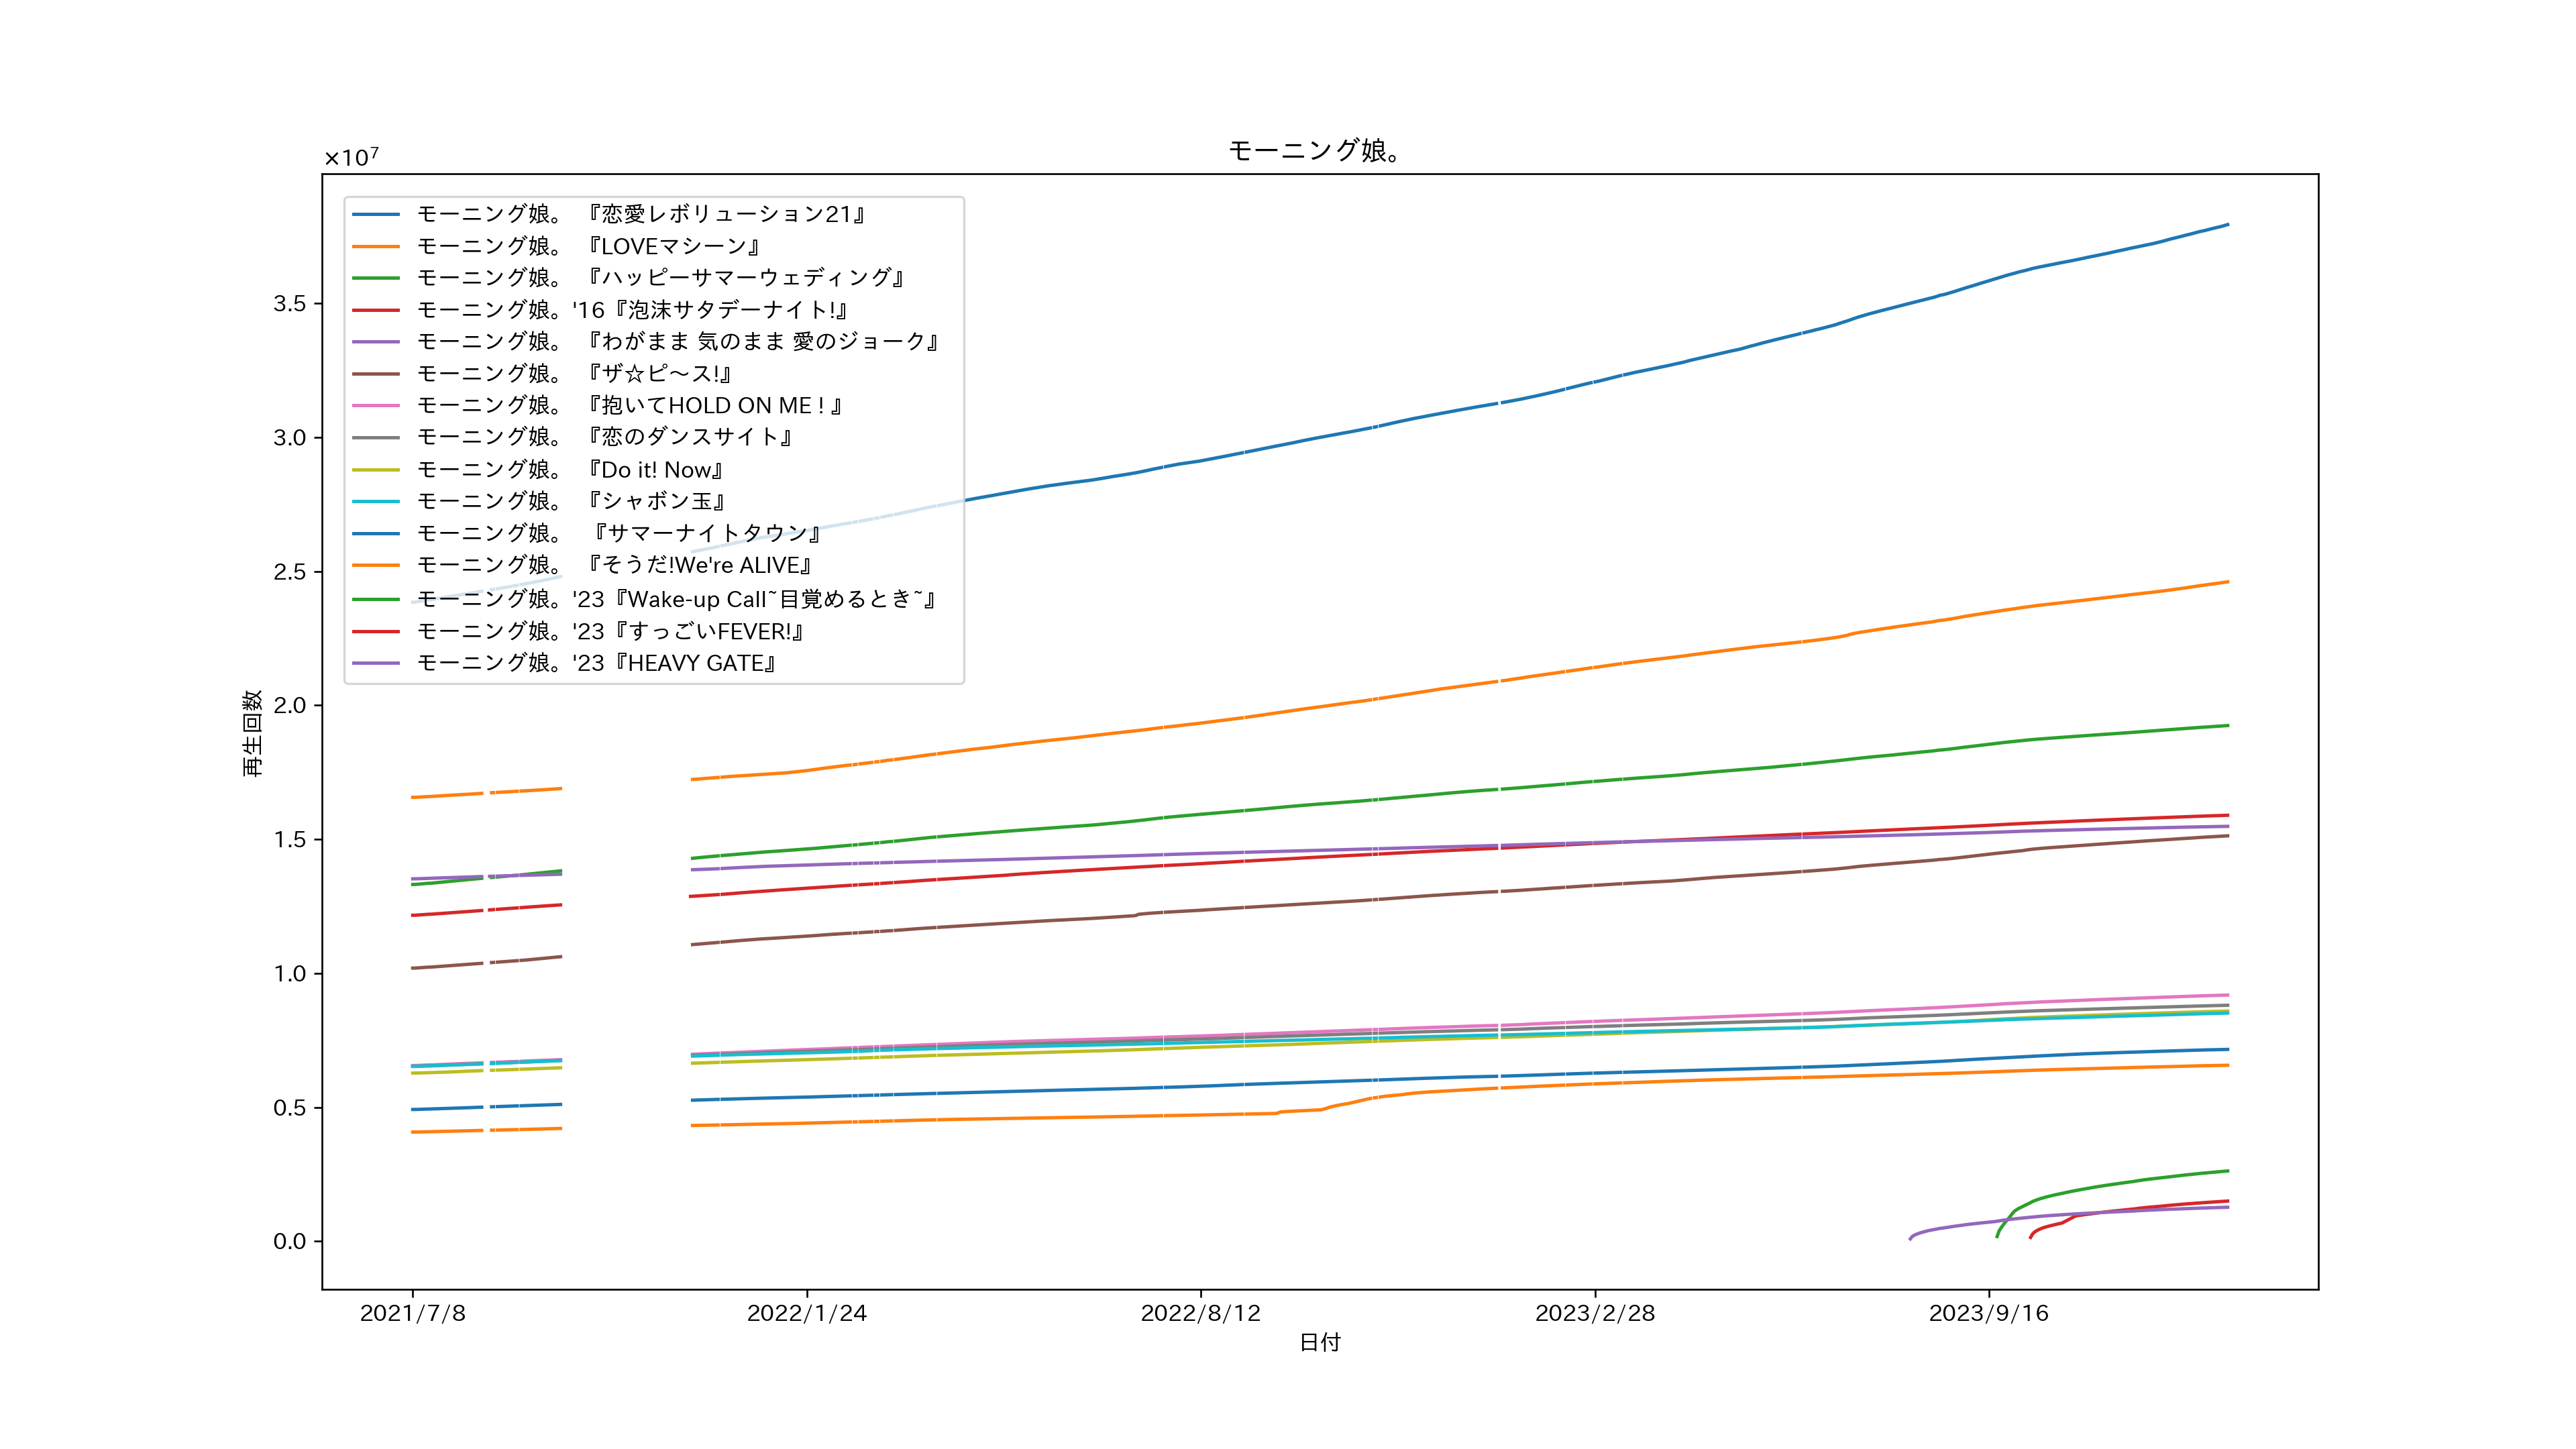 モーニング娘。
×10⁷
モーニング娘。 『恋愛レボリューション21』
モーニング娘。 『LOVEマシーン』
モーニング娘。 『ハッピーサマーウェディング』
モーニング娘。'16『泡沫サタデーナイト!』
モーニング娘。 『わがまま 気のまま 愛のジョーク』
モーニング娘。 『ザ☆ピ〜ス!』
モーニング娘。 『抱いてHOLD ON ME ! 』
モーニング娘。 『恋のダンスサイト』
モーニング娘。 『Do it! Now』
モーニング娘。 『シャボン玉』
モーニング娘。 『サマーナイトタウン』
モーニング娘。 『そうだ!We're ALIVE』
モーニング娘。'23『Wake-up Call~目覚めるとき~』
モーニング娘。'23『すっごいFEVER!』
モーニング娘。'23『HEAVY GATE』
3.5
3.0
2.5
2.0
1.5
1.0
0.5
0.0
再生回数
2021/7/8
2022/1/24
2022/8/12
2023/2/28
2023/9/16
日付